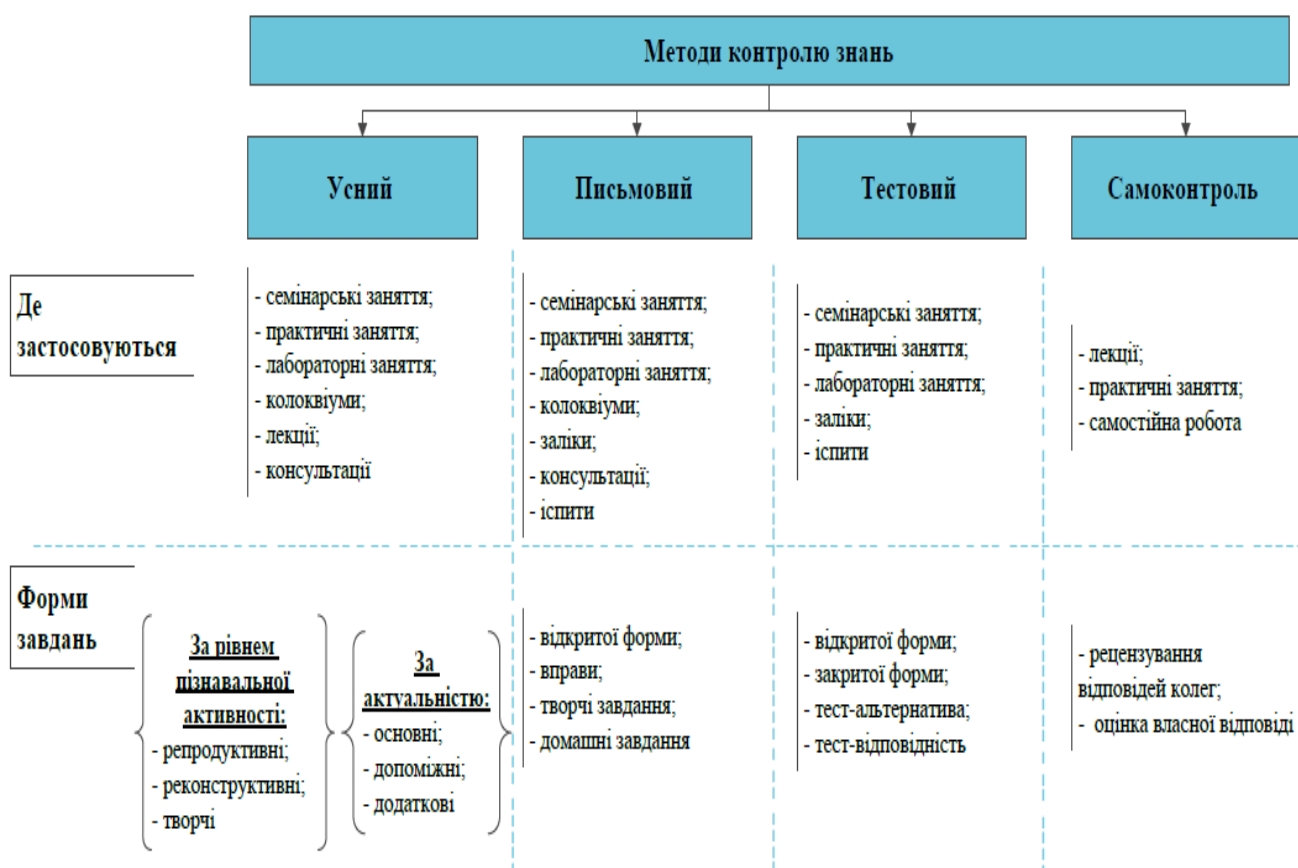 Методи контролю знань
Усний
Письмовий
Тестовий
Самоконтроль
Де
застосовуються
- семінарські заняття;
- практичні заняття;
- лабораторні заняття;
- колоквіуми;
- лекції;
- консультації
- семінарські заняття;
- практичні заняття;
- лабораторні заняття;
- колоквіуми;
- заліки;
- консультації;
- іспити
- семінарські заняття;
- практичні заняття;
- лабораторні заняття;
- заліки;
- іспити
- лекції;
- практичні заняття;
- самостійна робота
Форми
завдань
За рівнем
пізнавальної
активності:
- репродуктивні;
- реконструктивні;
- творчі
За
актуальністю:
- основні;
- допоміжні;
- додаткові
- відкритої форми;
- вправи;
- творчі завдання;
- домашні завдання
- відкритої форми;
- закритої форми;
- тест-альтернатива;
- тест-відповідність
- рецензування
відповідей колег;
- оцінка власної відповіді